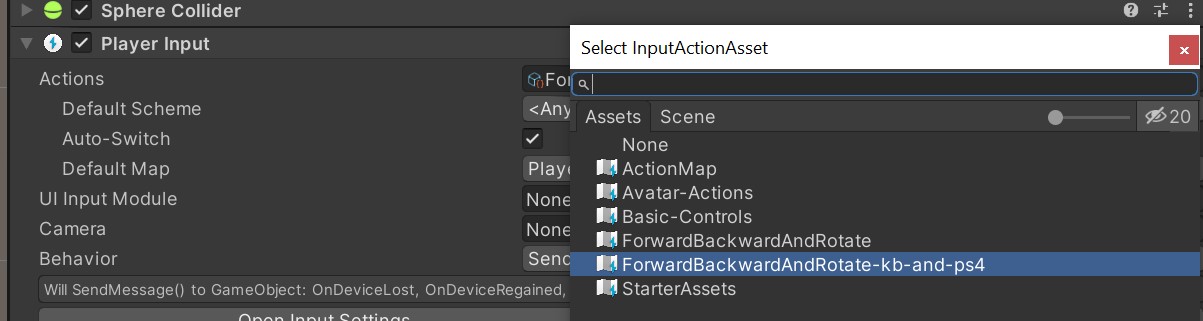 Sphere Collider
Player Input
Select InputActionAsset
Actions
For
Default Scheme
<Any
Auto-Switch
Default Map
Playe
UI Input Module
None
Camera
None
Behavior
Send
Will SendMessage() to GameObject: OnDeviceLost, OnDeviceRegained,
Open Input Settings
Assets Scene
20
None
ActionMap
Avatar-Actions
Basic-Controls
ForwardBackwardAndRotate
ForwardBackwardAndRotate-kb-and-ps4
StarterAssets